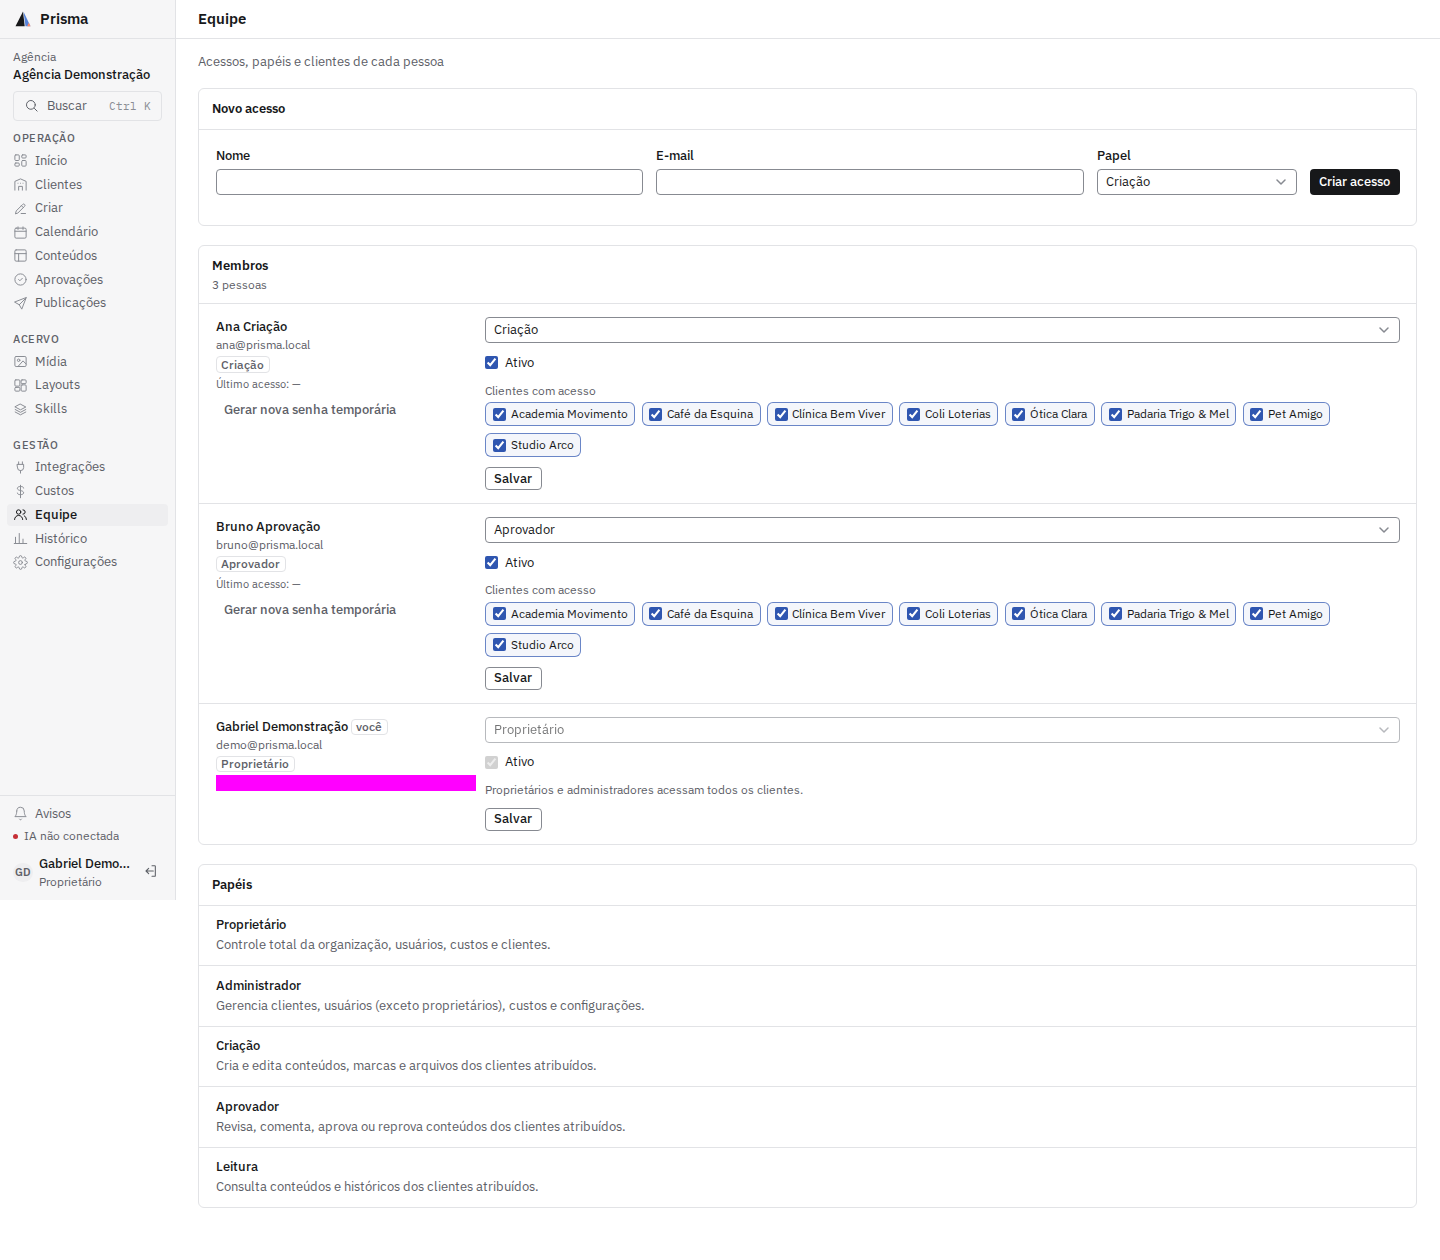 Prisma
Agência
Agência Demonstração
Buscar Ctrl K
OPERAÇÃO
Início
Clientes
Criar
Calendário
Conteúdos
Aprovações
Publicações
ACERVO
Mídia
Layouts
Skills
GESTÃO
Integrações
Custos
Equipe
Histórico
Configurações
Avisos
IA não conectada
GD Gabriel Demo...
Proprietário
Equipe
Acessos, papéis e clientes de cada pessoa
Novo acesso
Nome E-mail Papel
Criação Criar acesso
Membros
3 pessoas
Ana Criação
ana@prisma.local
Criação
Último acesso: —
Gerar nova senha temporária
Criação
Ativo
Clientes com acesso
Academia Movimento Café da Esquina Clínica Bem Viver Coli Loterias Ótica Clara Padaria Trigo & Mel Pet Amigo
Studio Arco
Salvar
Bruno Aprovação
bruno@prisma.local
Aprovador
Último acesso: —
Gerar nova senha temporária
Aprovador
Ativo
Clientes com acesso
Academia Movimento Café da Esquina Clínica Bem Viver Coli Loterias Ótica Clara Padaria Trigo & Mel Pet Amigo
Studio Arco
Salvar
Gabriel Demonstração você
demo@prisma.local
Proprietário
Proprietário
Ativo
Proprietários e administradores acessam todos os clientes.
Salvar
Papéis
Proprietário
Controle total da organização, usuários, custos e clientes.
Administrador
Gerencia clientes, usuários (exceto proprietários), custos e configurações.
Criação
Cria e edita conteúdos, marcas e arquivos dos clientes atribuídos.
Aprovador
Revisa, comenta, aprova ou reprova conteúdos dos clientes atribuídos.
Leitura
Consulta conteúdos e históricos dos clientes atribuídos.